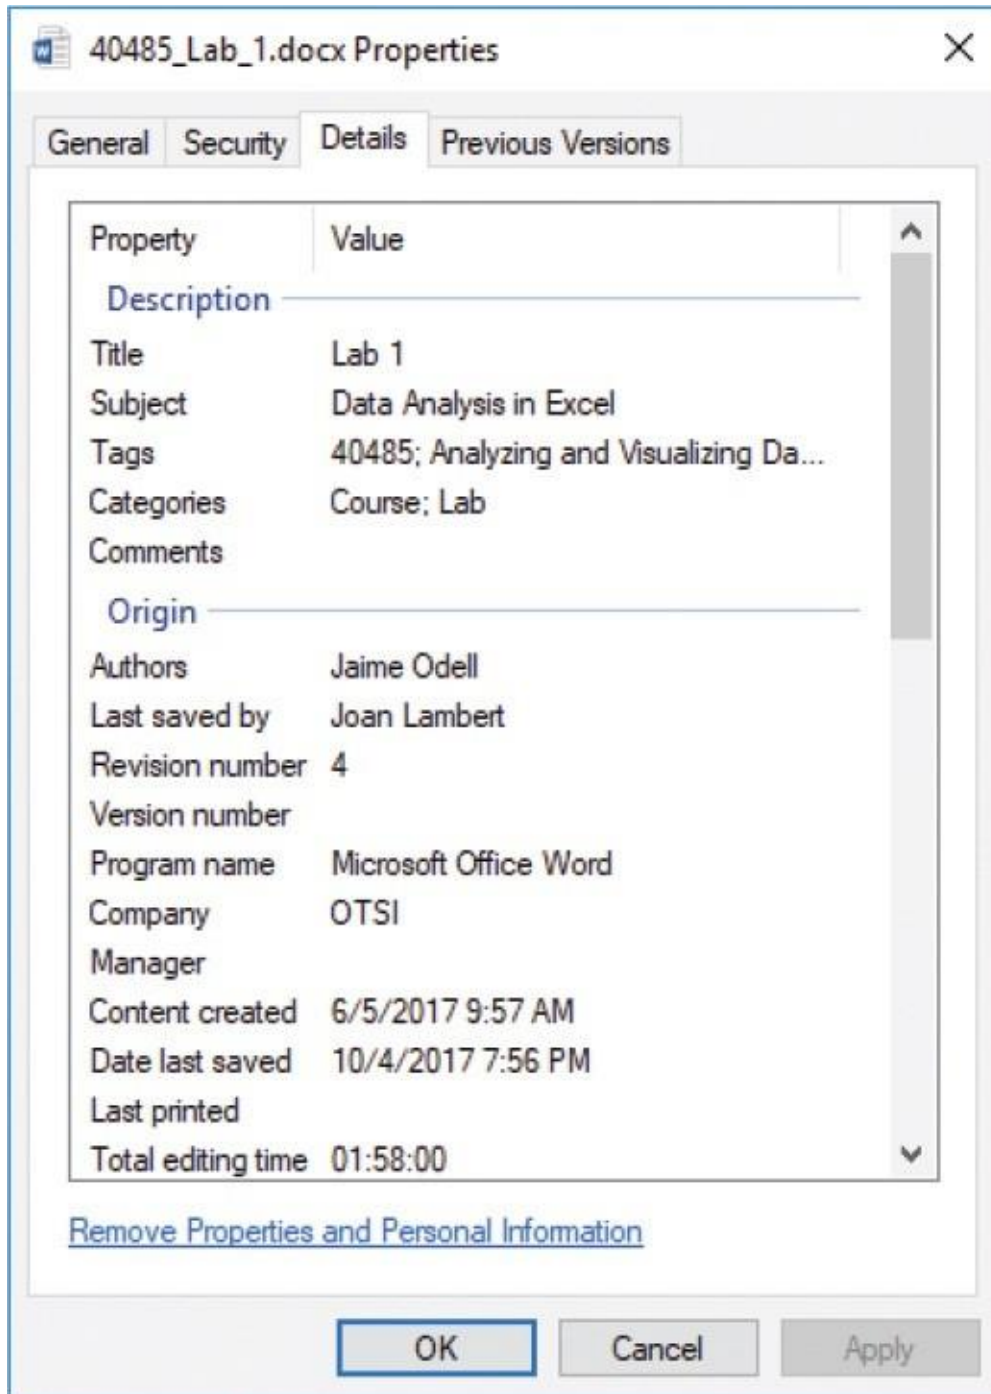 40485_Lab_1.docx Properties
General Security Details Previous Versions
Property Value
Description
Title Lab 1
Subject Data Analysis in Excel
Tags 40485; Analyzing and Visualizing Da...
Categories Course; Lab
Comments
Origin
Authors Jaime Odell
Last saved by Joan Lambert
Revision number 4
Version number
Program name Microsoft Office Word
Company OTSI
Manager
Content created 6/5/2017 9:57 AM
Date last saved 10/4/2017 7:56 PM
Last printed
Total editing time 01:58:00
Remove Properties and Personal Information
OK Cancel Apply